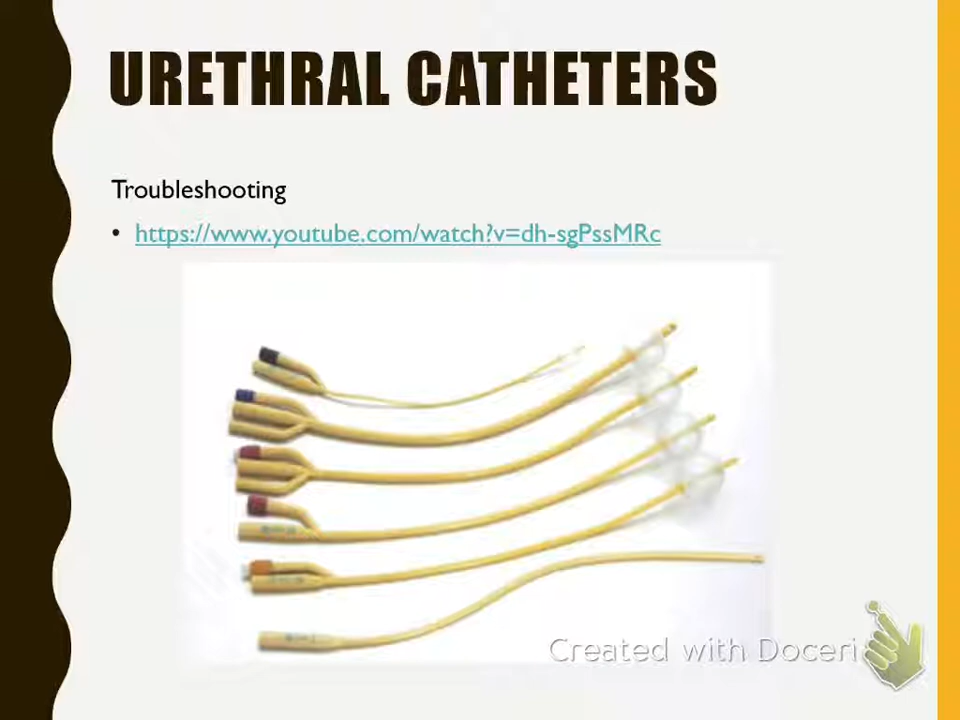 URETHRAL CATHETERS
Troubleshooting
• https://www.youtube.com/watch?v=dh-sgPssMRc
Created with Doceri